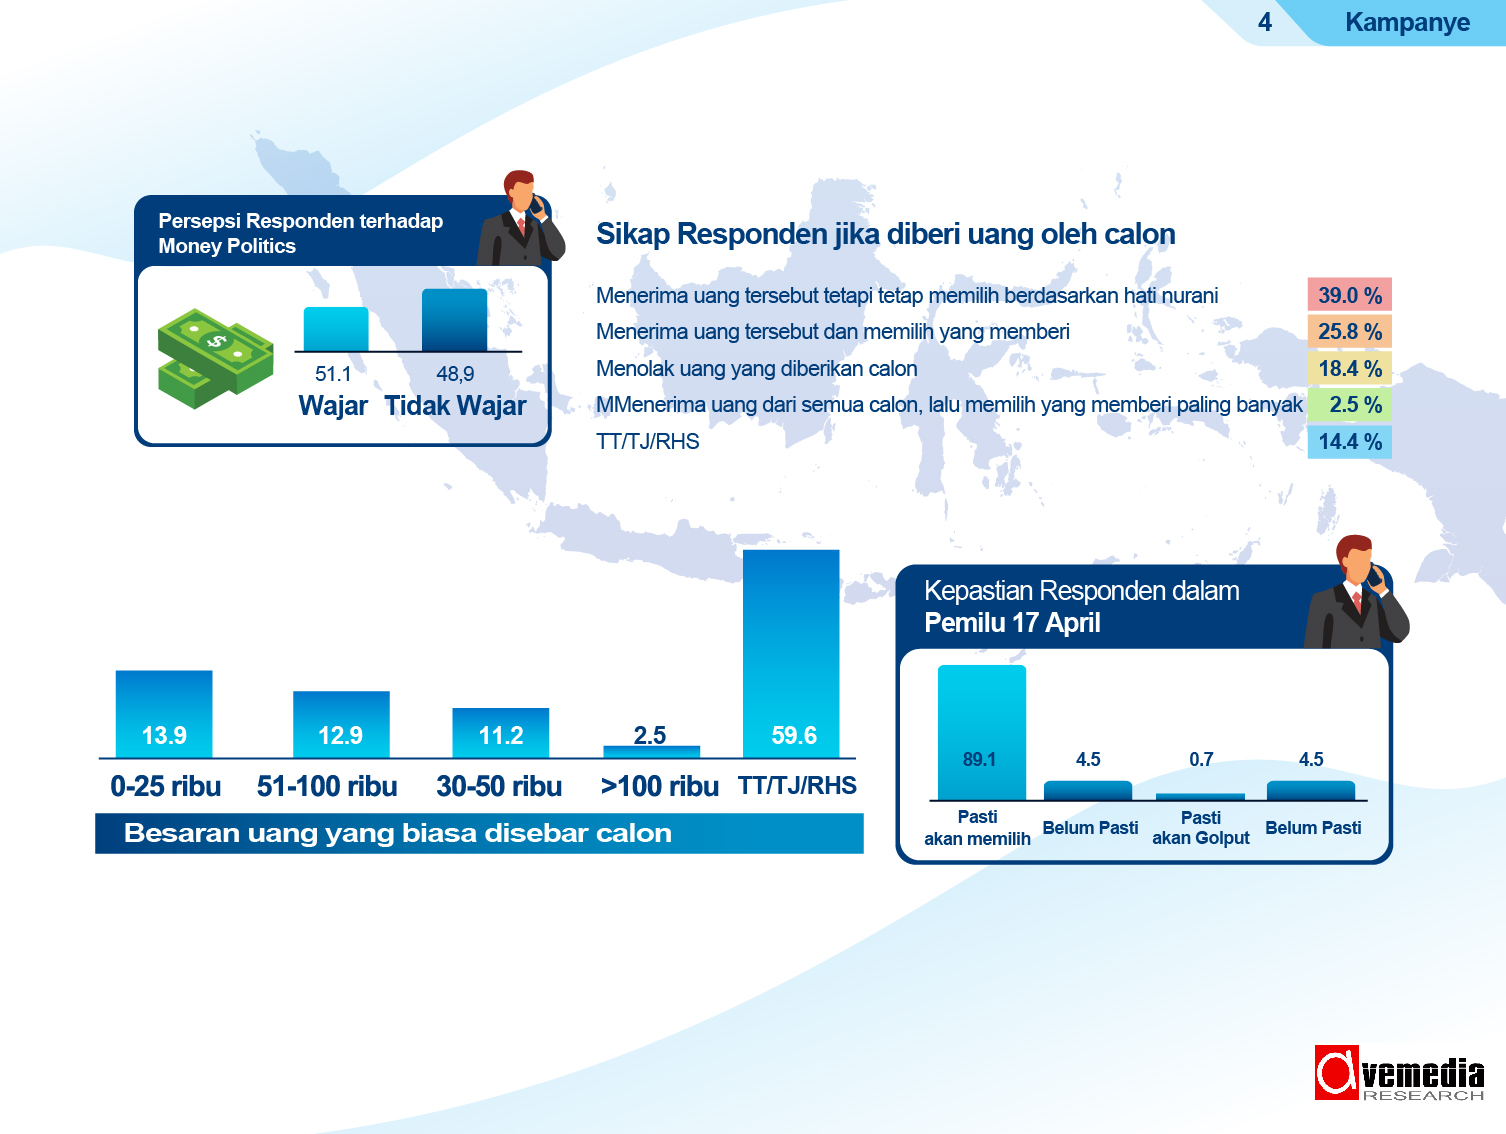 4 Kampanye
Persepsi Responden terhadap
Money Politics
51.1 48,9
Wajar Tidak Wajar
Sikap Responden jika diberi uang oleh calon
Menerima uang tersebut tetapi tetap memilih berdasarkan hati nurani 39.0 %
Menerima uang tersebut dan memilih yang memberi 25.8 %
Menolak uang yang diberikan calon 18.4 %
MMenerima uang dari semua calon, lalu memilih yang memberi paling banyak 2.5 %
TT/TJ/RHS 14.4 %
13.9 12.9 11.2 2.5 59.6
0-25 ribu 51-100 ribu 30-50 ribu >100 ribu TT/TJ/RHS
Besaran uang yang biasa disebar calon
Kepastian Responden dalam
Pemilu 17 April
89.1 4.5 0.7 4.5
Pasti
akan memilih
Belum Pasti
Pasti
akan Golput
Belum Pasti
avemedia
RESEARCH